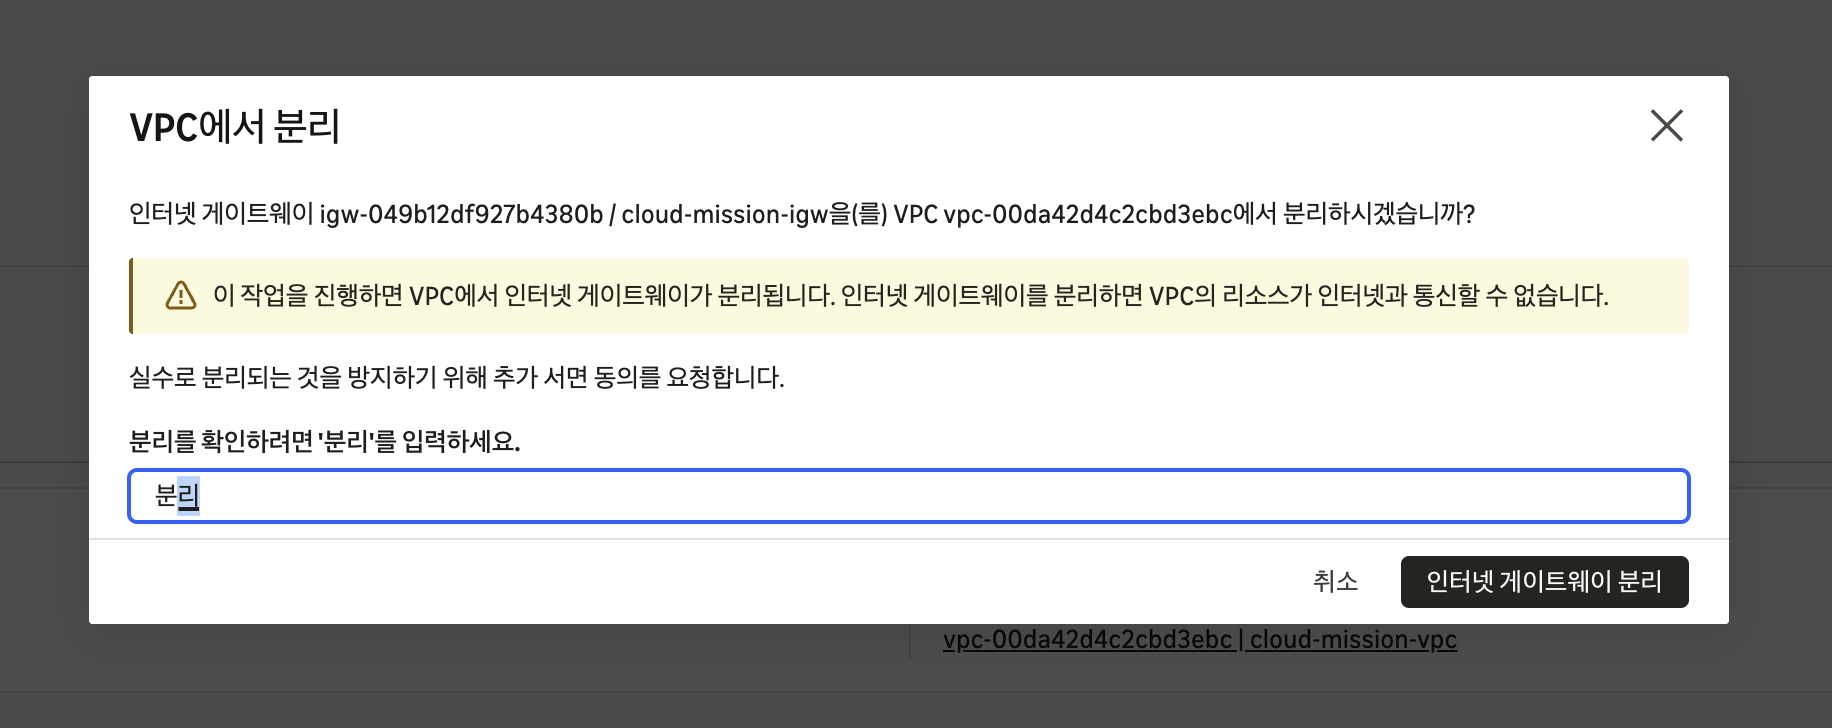 VPC에서 분리
인터넷 게이트웨이 igw-049b12df927b4380b / cloud-mission-igw을(를) VPC vpc-00da42d4c2cbd3ebc에서 분리하시겠습니까?
이 작업을 진행하면 VPC에서 인터넷 게이트웨이가 분리됩니다. 인터넷 게이트웨이를 분리하면 VPC의 리소스가 인터넷과 통신할 수 없습니다.
실수로 분리되는 것을 방지하기 위해 추가 서면 동의를 요청합니다.
분리를 확인하려면 '분리'를 입력하세요.
분리
취소 인터넷 게이트웨이 분리
vpc-00da42d4c2cbd3ebc | cloud-mission-vpc